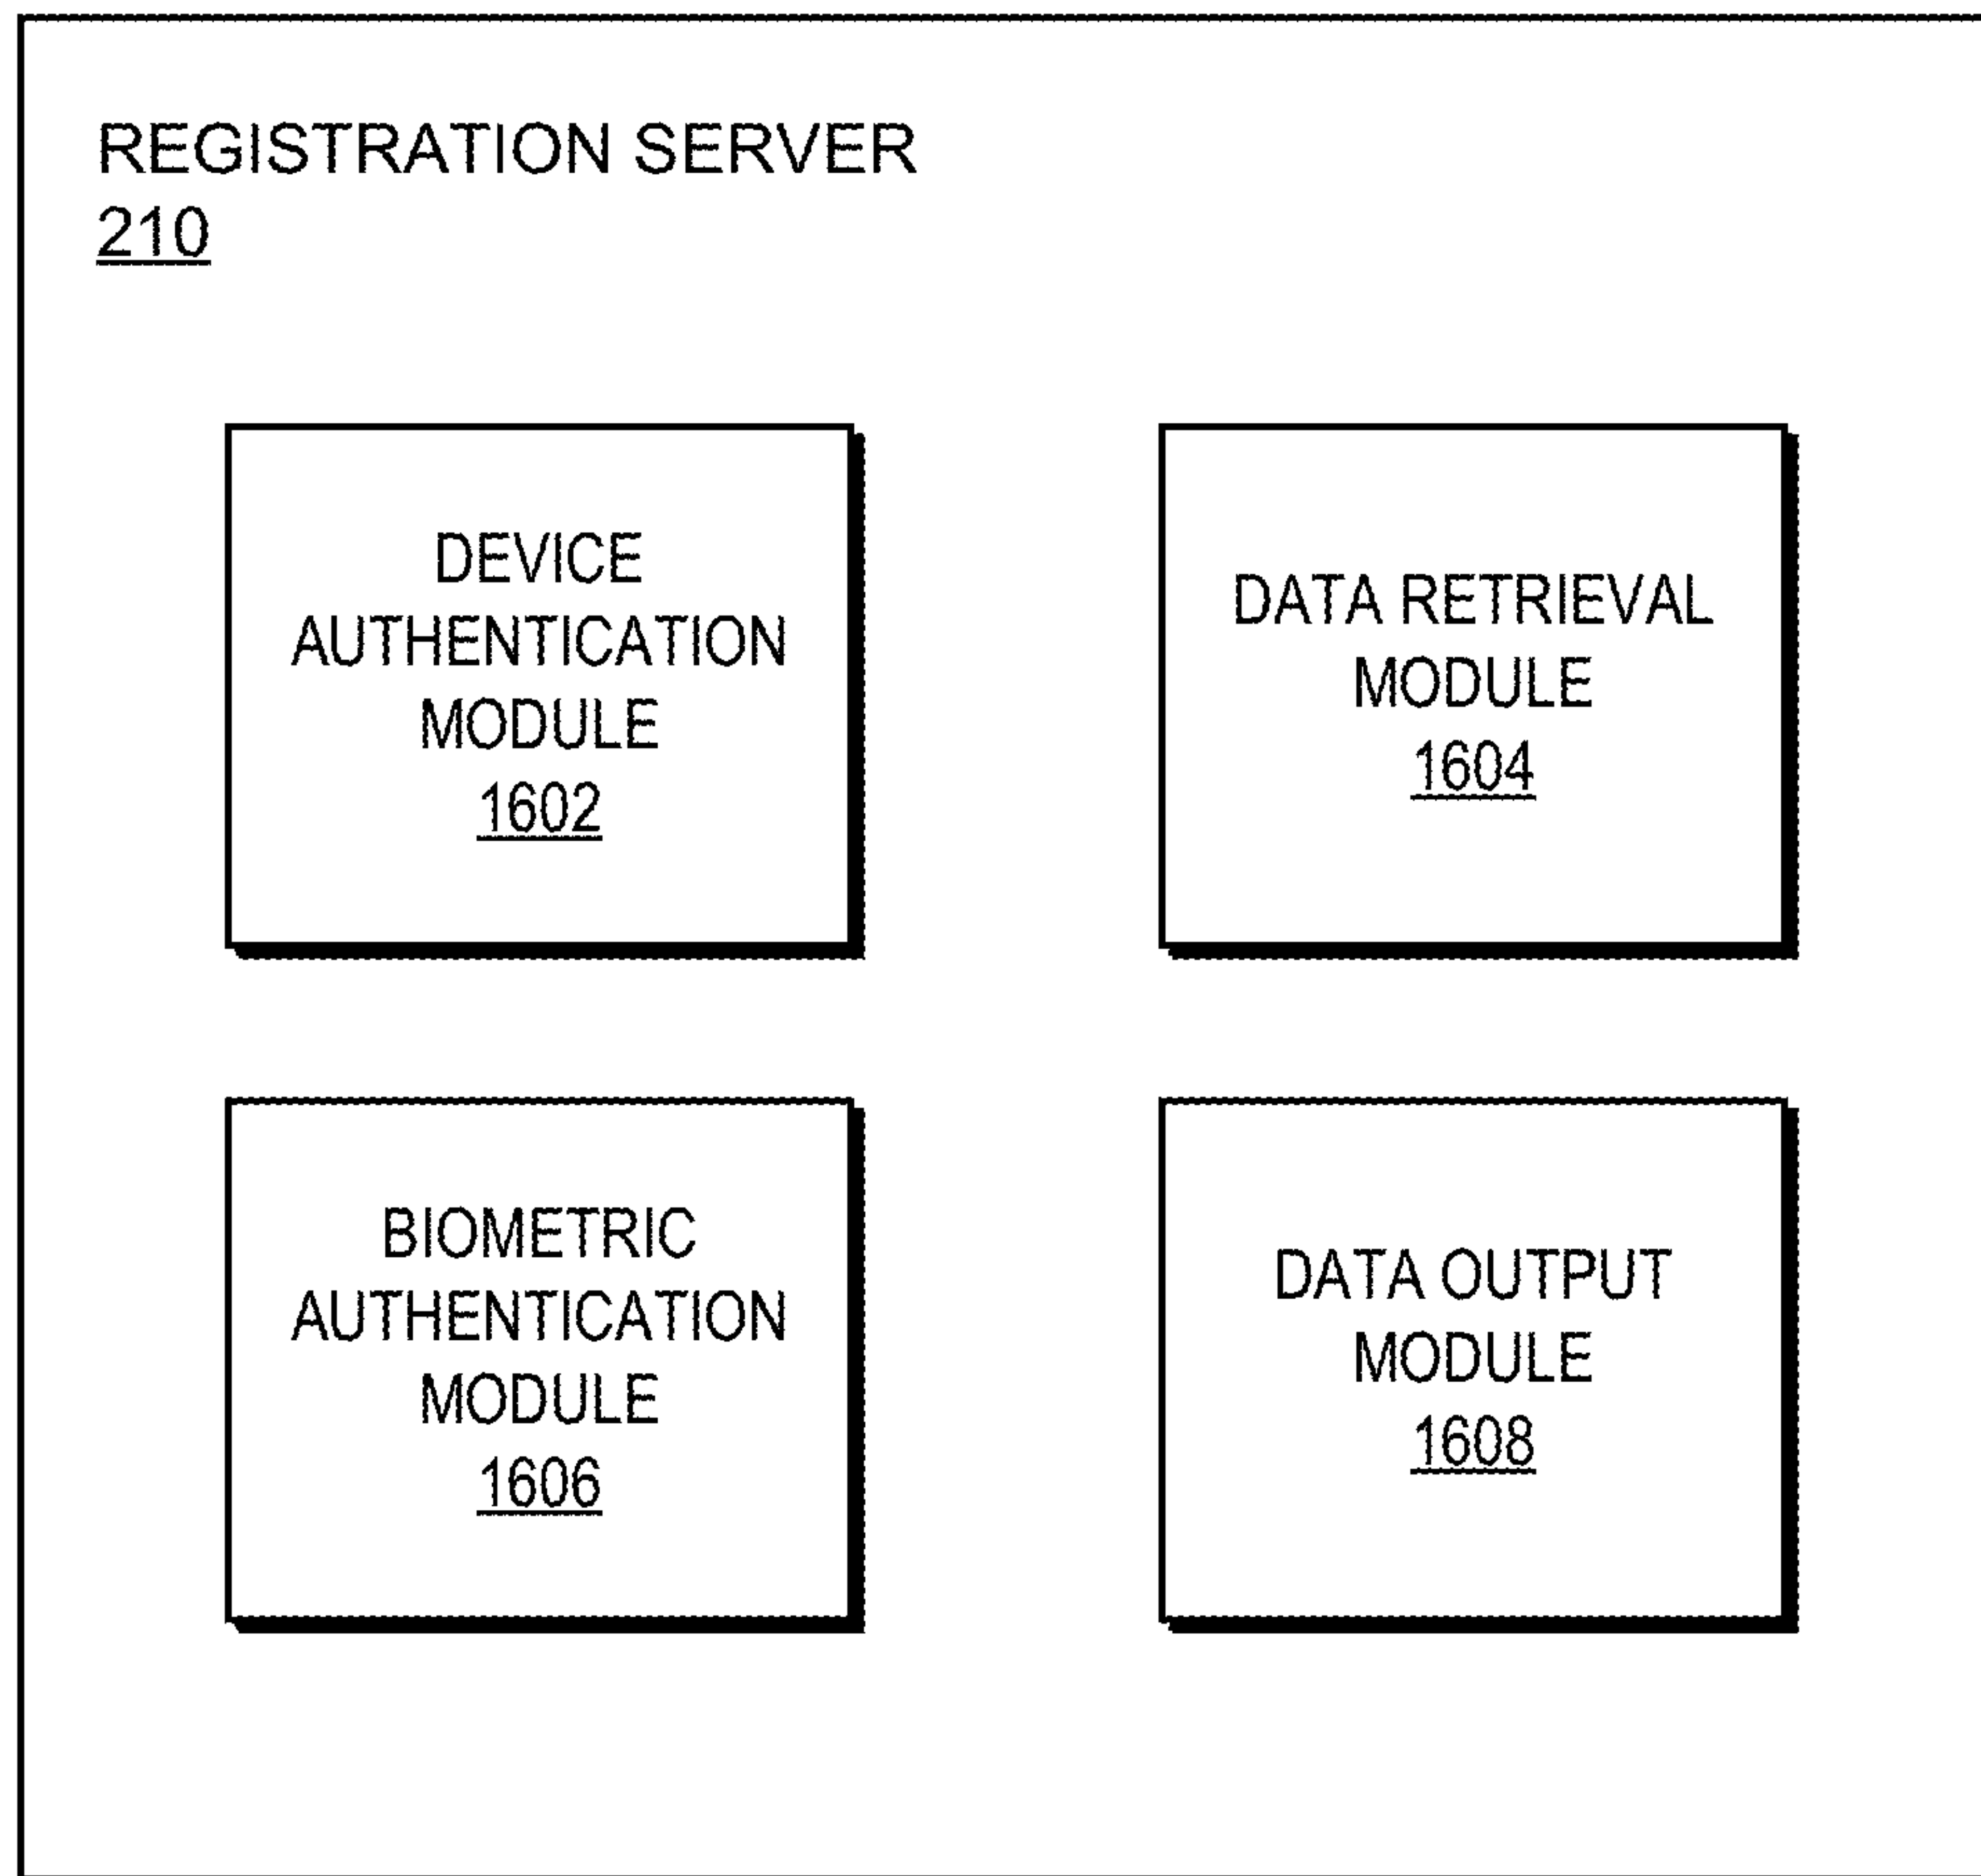 REGISTRATION SERVER
210
DEVICE
AUTHENTICATION
MODULE
1602
DATA RETRIEVAL
MODULE
1604
BIOMETRIC
AUTHENTICATION
MODULE
1606
DATA OUTPUT
MODULE
1608